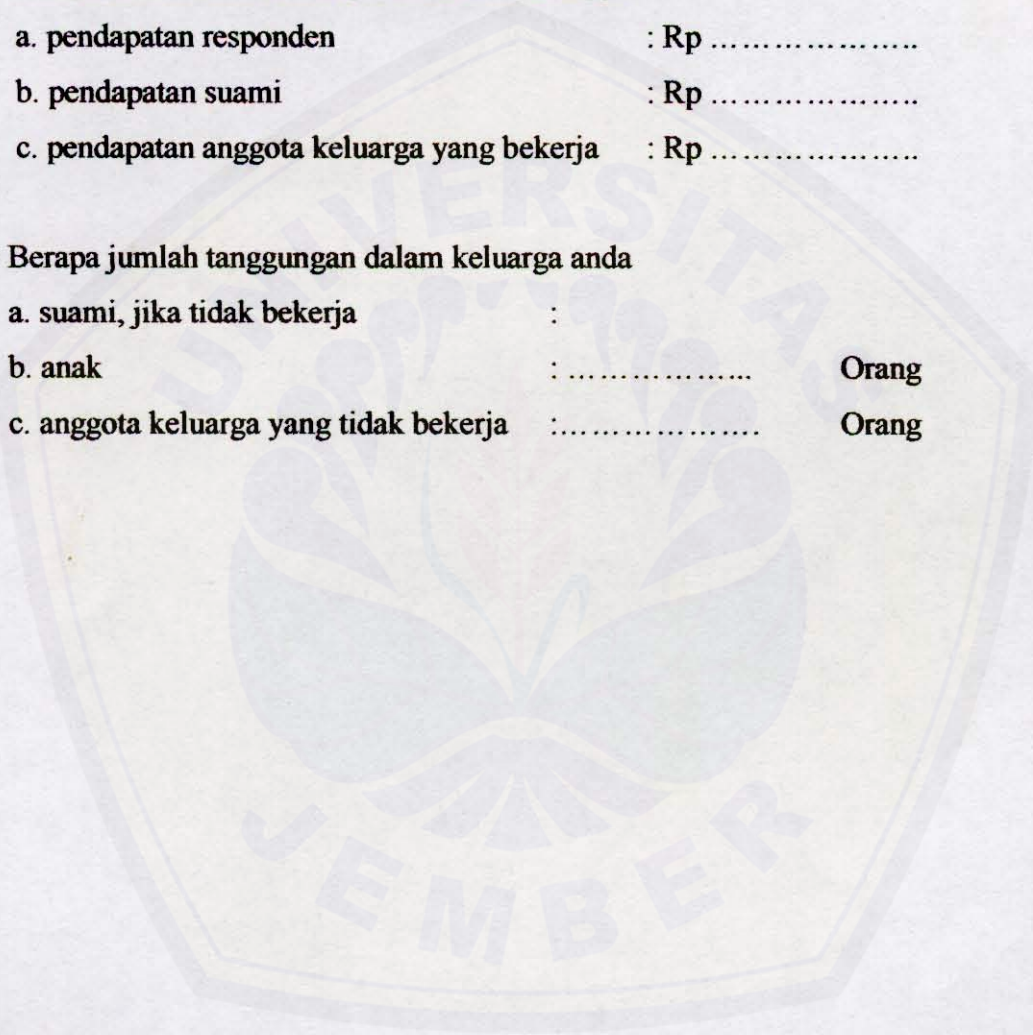 a. pendapatan responden : Rp .....................
b. pendapatan suami : Rp .....................
c. pendapatan anggota keluarga yang bekerja : Rp .....................
Berapa jumlah tanggungan dalam keluarga anda
a. suami, jika tidak bekerja :
b. anak : .................. Orang
c. anggota keluarga yang tidak bekerja :.................... Orang
UNIVERSITAS
JEMBER